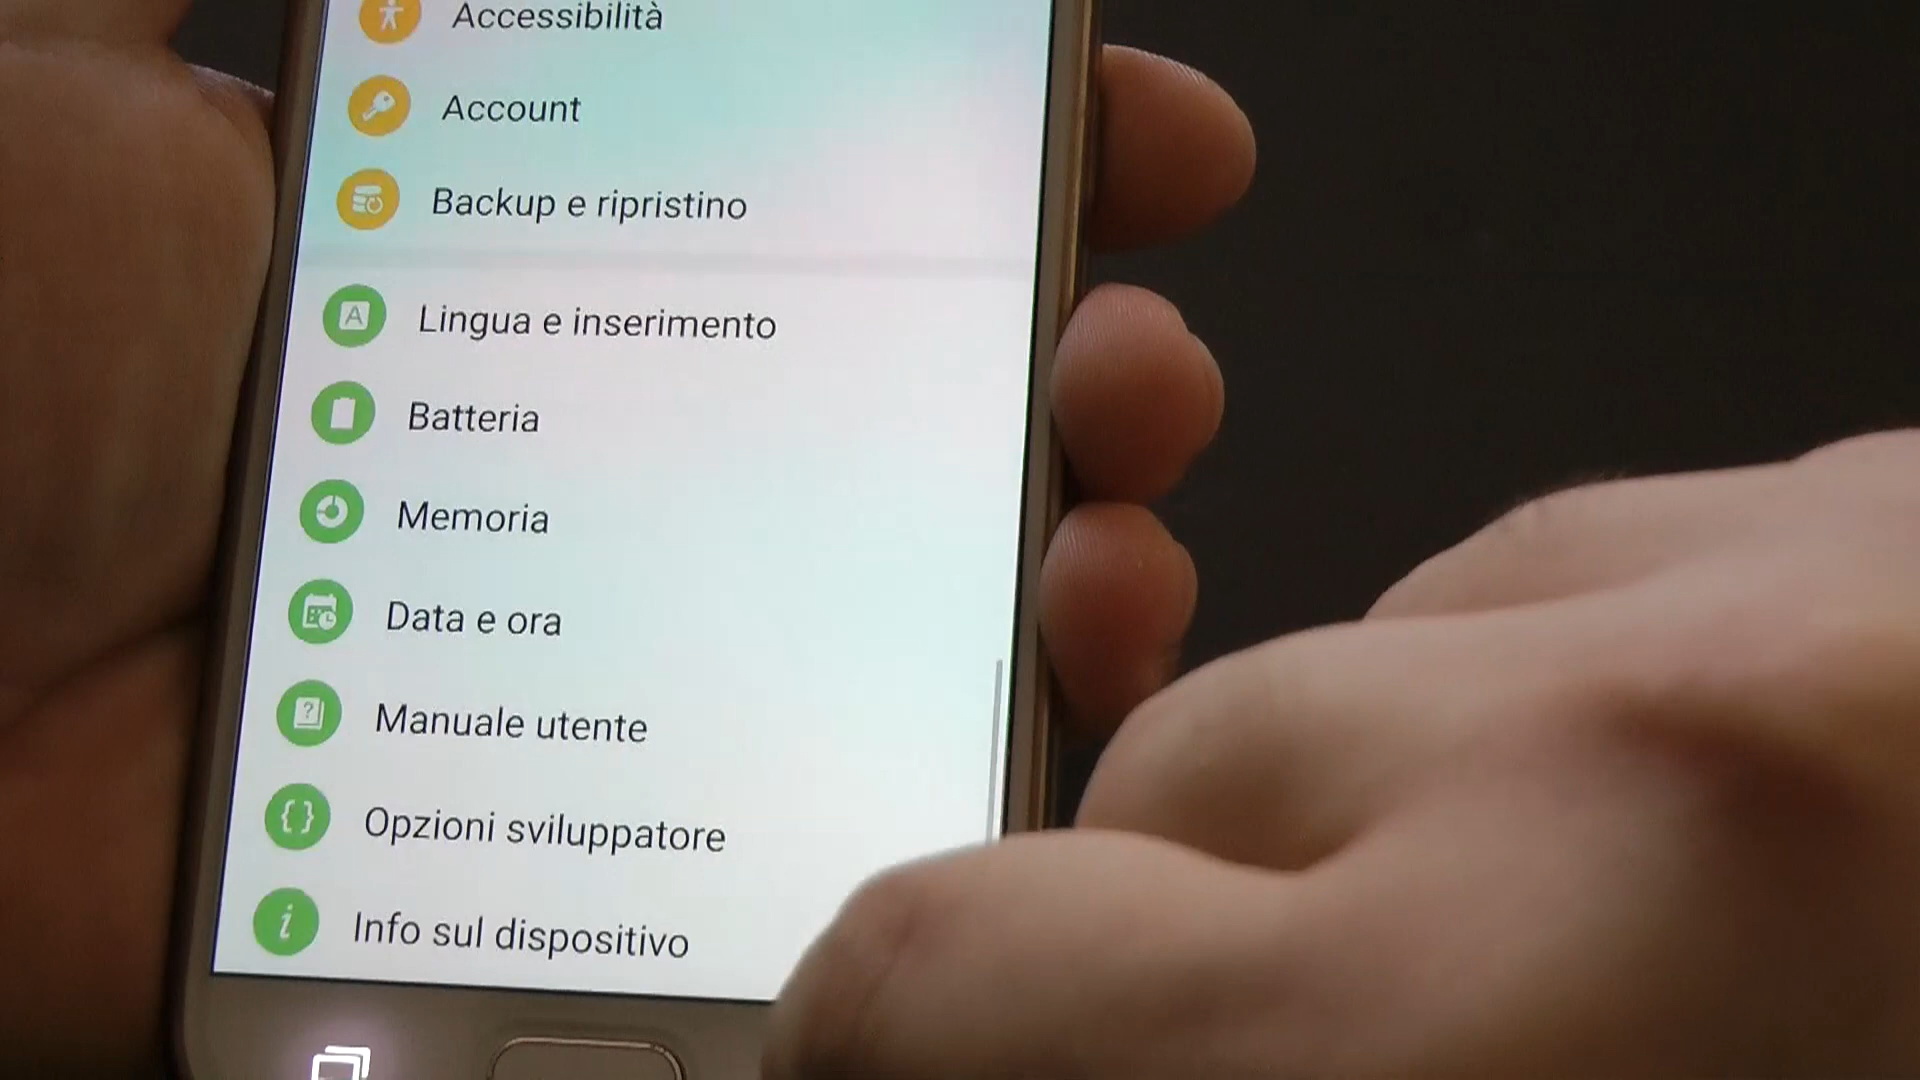 Accessibilità
Account
Backup e ripristino
Lingua e inserimento
Batteria
Memoria
Data e ora
Manuale utente
Opzioni sviluppatore
Info sul dispositivo